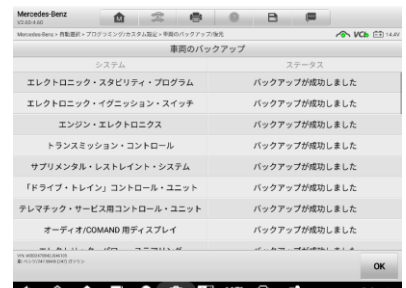 Mercedes-Benz
VCb 14.4V
Mercedes-Benz > 自動選択 > プログラミング/カスタム設定 > 車両のバックアップ/復元
車両のバックアップ
システム ステータス
エレクトロニック・スタビリティ・プログラム バックアップが成功しました
エレクトロニック・イグニッション・スイッチ バックアップが成功しました
エンジン・エレクトロニクス バックアップが成功しました
トランスミッション・コントロール バックアップが成功しました
サプリメンタル・レストレイント・システム バックアップが成功しました
「ドライブ・トレイン」コントロール・ユニット バックアップが成功しました
テレマチック・サービス用コントロール・ユニット バックアップが成功しました
オーディオ/COMAND 用ディスプレイ バックアップが成功しました
OK